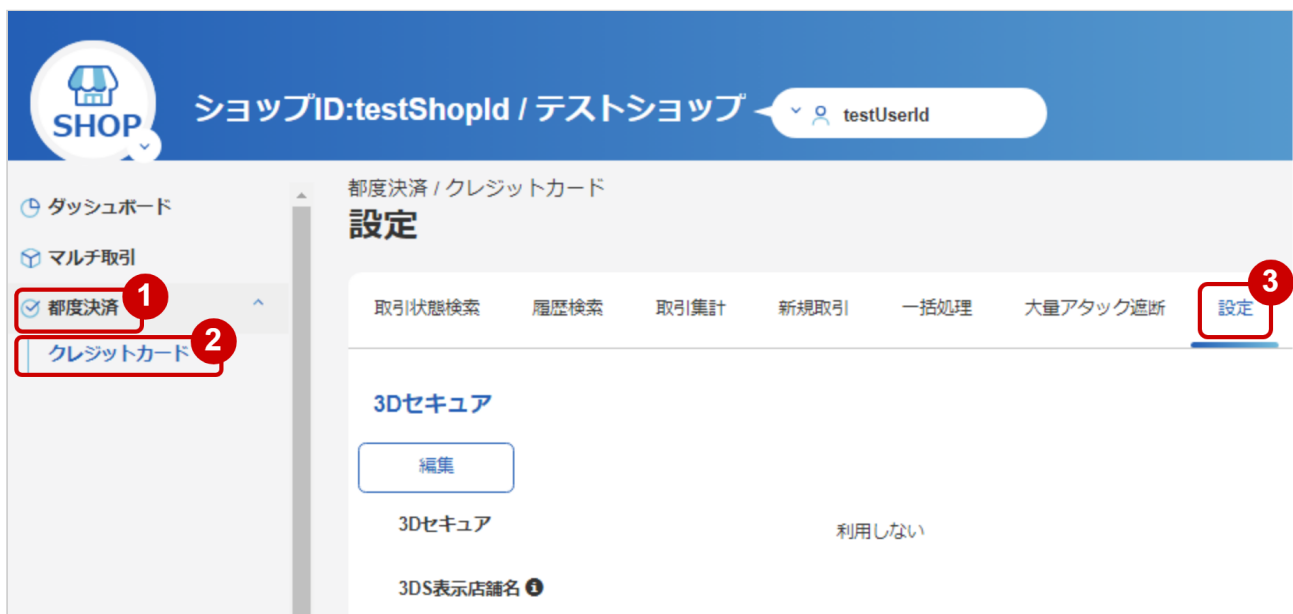 SHOP
ショップID:testShopId / テストショップ
testUserId
ダッシュボード
マルチ取引
都度決済
1
クレジットカード
2
都度決済 / クレジットカード
設定
取引状態検索 履歴検索 取引集計 新規取引 一括処理 大量アタック遮断 設定
3
3Dセキュア
編集
3Dセキュア 利用しない
3DS表示店舗名